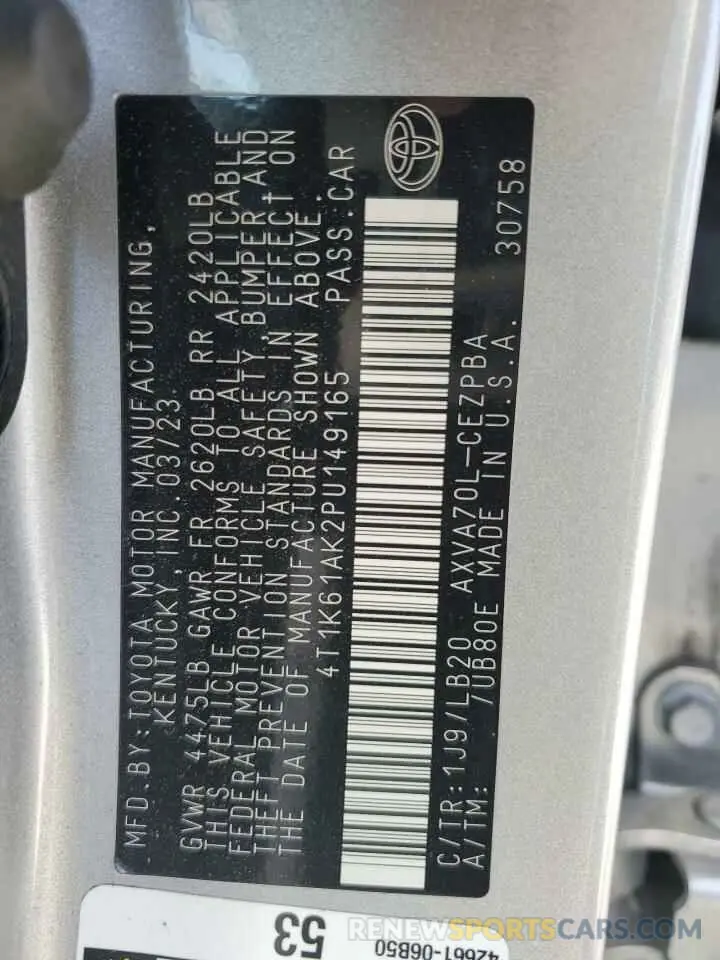 MFD.BY:TOYOTA MOTOR MANUFACTURING,
KENTUCKY, INC.03/23
GVWR 4475LB GAWR FR 2620LB RR 2420LB
THIS VEHICLE CONFORMS TO ALL APPLICABLE
FEDERAL MOTOR VEHICLE SAFETY, BUMPER, AND
THEFT PREVENTION STANDARDS IN EFFECT ON
THE DATE OF MANUFACTURE SHOWN ABOVE.
4T1K61AK2PU149165 PASS.CAR
C/TR:1J9/LB20 AXVA70L-CEZPBA
A/TM: /UB80E MADE IN U.S.A. 30758
53
42661-06B50
RENEWSPORTSCARS.COM